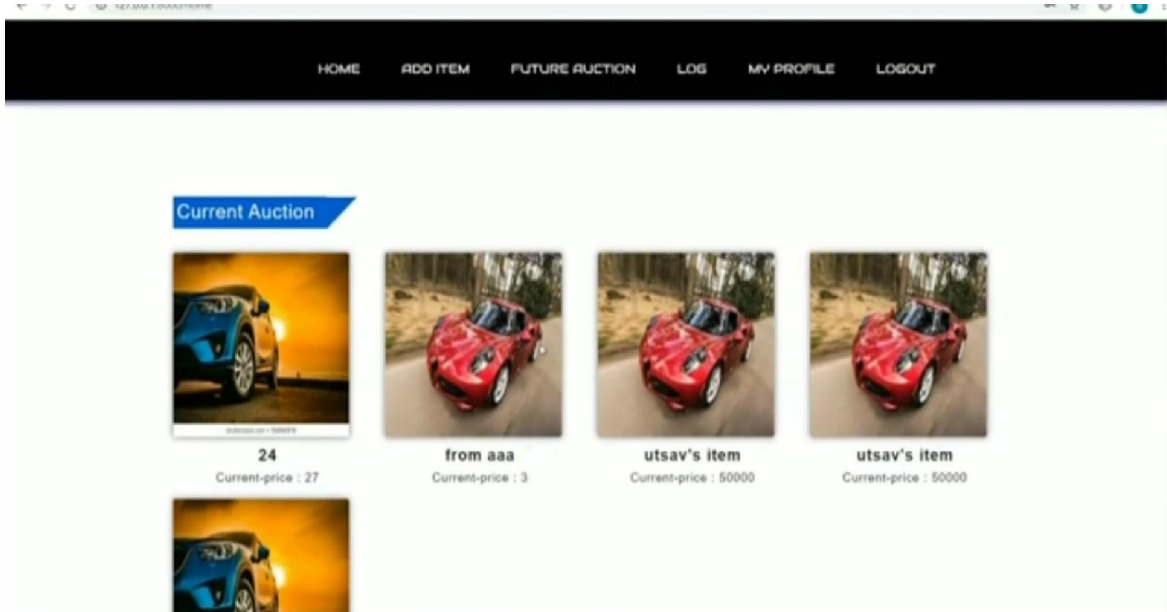 HOME ADD ITEM FUTURE AUCTION LOG MY PROFILE LOGOUT
Current Auction
24 from aaa utsav's item utsav's item
Current-price : 27 Current-price : 3 Current-price : 50000 Current-price : 50000